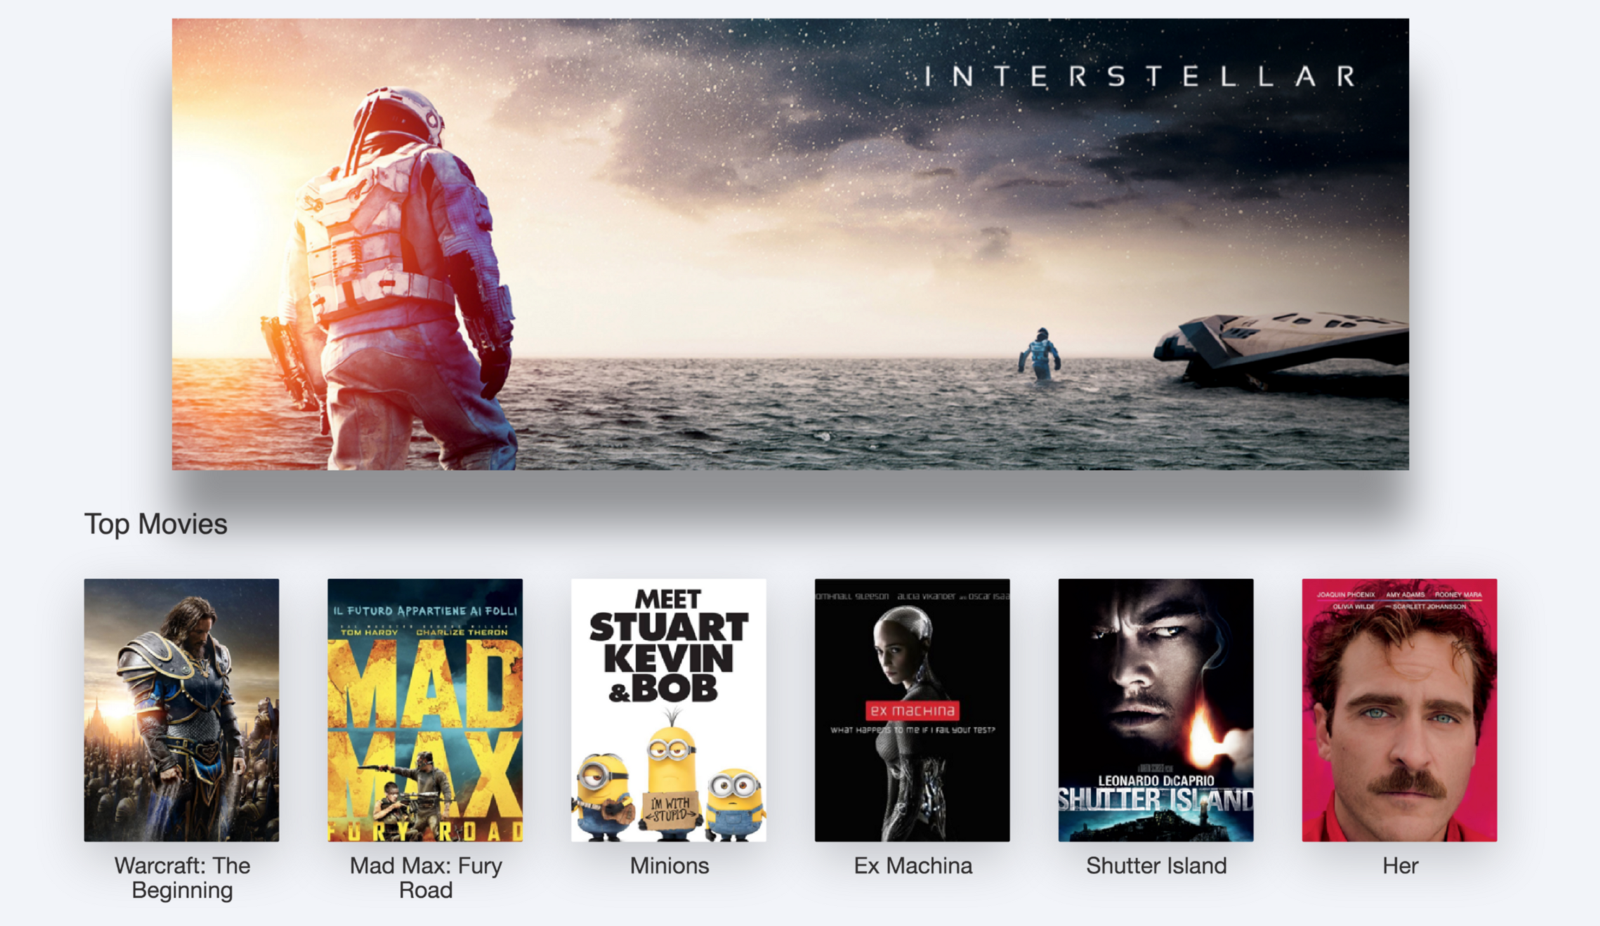 INTERSTELLAR
Top Movies
IL FUTURO APPARTIENE AI FOLLI
TOM HARDY CHARLIZE THERON
MAD
MAX
FURY ROAD
Warcraft: The
Beginning
Mad Max: Fury
Road
MEET
STUART
KEVIN
&BOB
I'M WITH
STUPID
Minions
DOMHNALL GLEESON ALICIA VIKANDER AND OSCAR ISAA
EX MACHINA
WHAT HAPPENS TO ME IF I FAIL YOUR TEST?
Ex Machina
LEONARDO DiCAPRIO
SHUTTER ISLAND
Shutter Island
JOAQUIN PHOENIX AMY ADAMS ROONEY MARA
OLIVIA WILDE AND SCARLETT JOHANSSON
Her